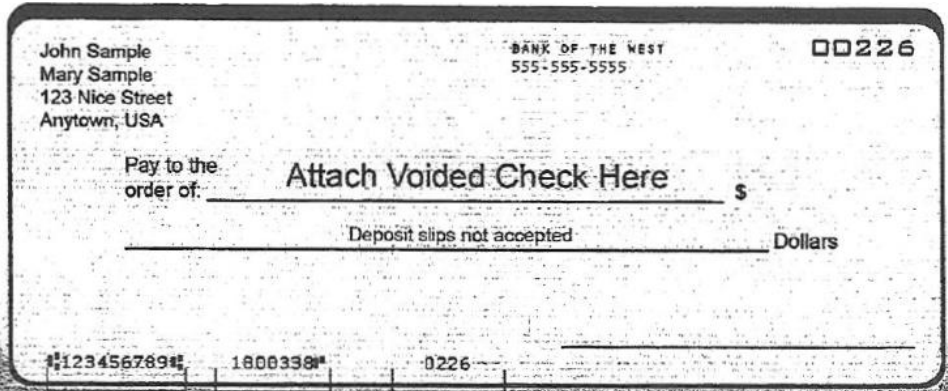 John Sample
Mary Sample
123 Nice Street
Anytown, USA
BANK OF THE WEST
555-555-5555
00226
Pay to the
order of:
Attach Voided Check Here
$
Deposit slips not accepted
Dollars
⑆123456789⑆ 1800338⑈ 0226